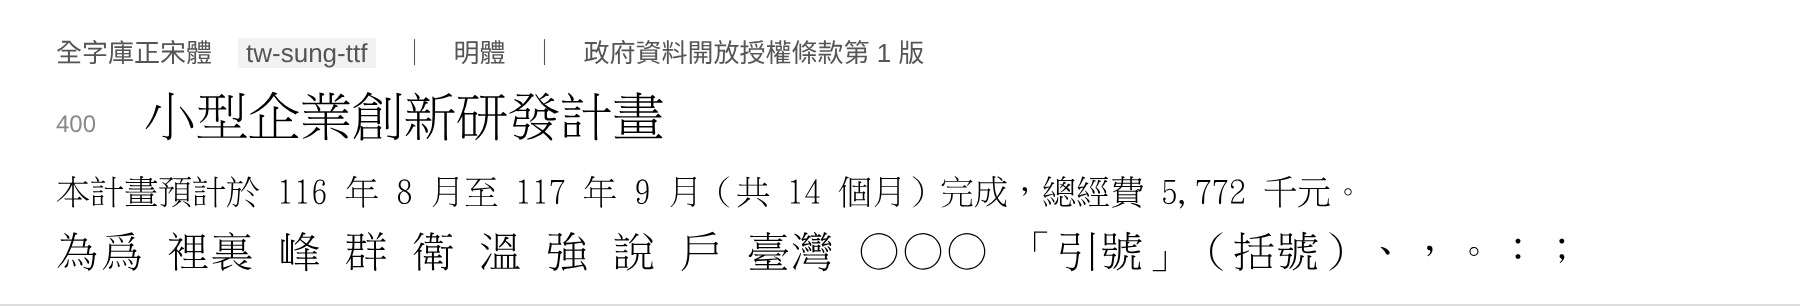 全字庫正宋體 tw-sung-ttf ｜ 明體 ｜ 政府資料開放授權條款第 1 版
400 小型企業創新研發計畫
本計畫預計於 116 年 8 月至 117 年 9 月（共 14 個月）完成，總經費 5,772 千元。
為爲 裡裏 峰 群 衛 溫 強 說 戶 臺灣 〇〇〇 「引號」（括號）、，。：；